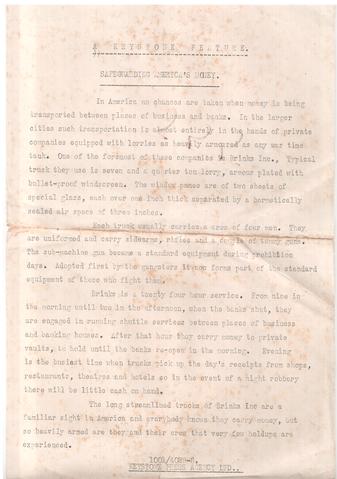 A KEYSTONE FEATURE.
SAFEGUARDING AMERICA'S MONEY.
In America no chances are taken when money is being
transported between places of business and banks. In the larger
cities such transportation is almost entirely in the hands of private
companies equipped with lorries as heavily armoured as any war time
tank. One of the foremost of these companies is Brinks Inc., Typical
truck they use is seven and a quarter ton lorry, armour plated with
bullet-proof windscreen. The window panes are of two sheets of
special glass, each over one inch thick separated by a hermetically
sealed air space of three inches.
Each truck usually carries a crew of four men. They
are uniformed and carry sidearms, rifles and a couple of tommy guns.
The sub-machine gun became a standard equipment during prohibition
days. Adopted first by the gangsters it now forms part of the standard
equipment of those who fight them.
Brinks is a twenty four hour service. From nine in
the morning until two in the afternoon, when the banks shut, they
are engaged in running shuttle services between places of business
and banking houses. After that hour they carry money to private
vaults, to hold until the banks re-open in the morning. Evening
is the busiest time when trucks pick up the day's receipts from shops,
restaurants, theatres and hotels so in the event of a night robbery
there will be little cash on hand.
The long streamlined trucks of Brinks Inc are a
familiar sight in America and everybody knows they carry money, but
so heavily armed are they and their crew that very few holdups are
experienced.
KEYSTONE PRESS AGENCY LTD.,